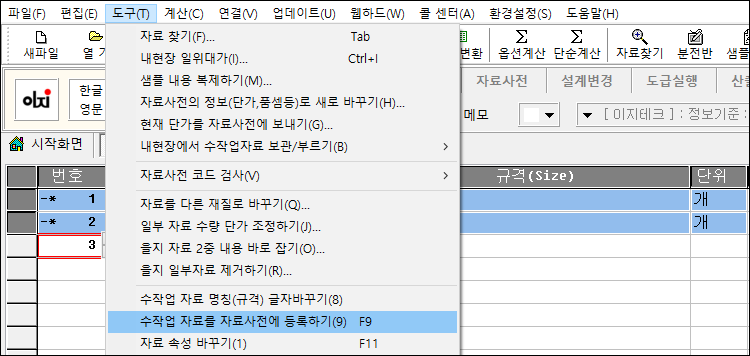 파일(F) 편집(E) 도구(T) 계산(C) 연결(V) 업데이트(U) 웹하드(W) 콜 센터(A) 환경설정(S) 도움말(H)
새파일 열 기 변환 옵션계산 단순계산 자료찾기 분전반 샘플
자료사전 설계변경 도급실행 산출
한글
영문
메모 [ 이지테크 ] : 정보기준 :
시작화면
번호 규격(Size) 단위
-* 1 개
-* 2 개
3
자료 찾기(F)... Tab
내현장 일위대가(I)... Ctrl+I
샘플 내용 복제하기(M)...
자료사전의 정보(단가,품셈등)로 새로 바꾸기(H)...
현재 단가를 자료사전에 보내기(G)...
내현장에서 수작업자료 보관/부르기(B)
자료사전 코드 검사(V)
자료를 다른 재질로 바꾸기(Q)...
일부 자료 수량 단가 조정하기(J)...
을지 자료 2중 내용 바로 잡기(O)...
을지 일부자료 제거하기(R)...
수작업 자료 명칭(규격) 글자바꾸기(8)
수작업 자료를 자료사전에 등록하기(9) F9
자료 속성 바꾸기(1) F11